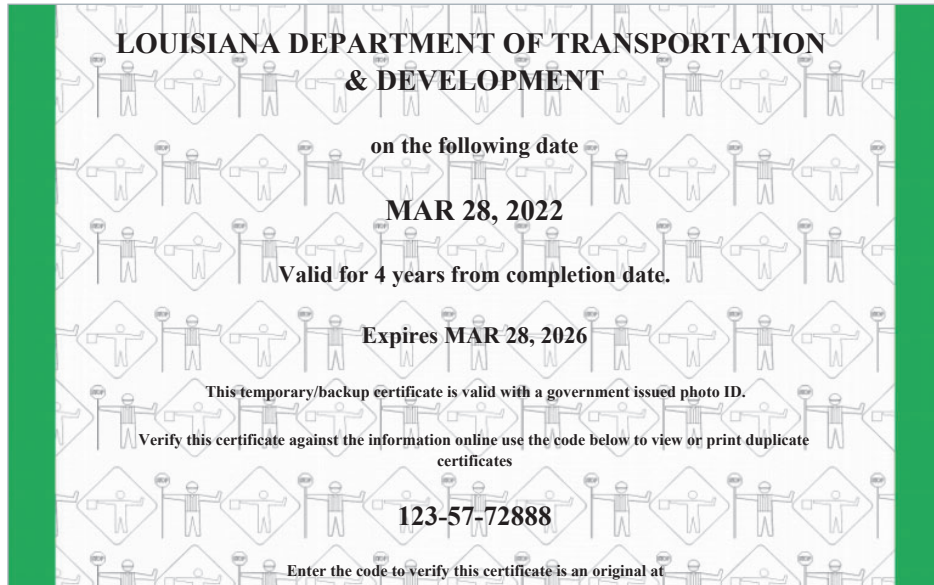 LOUISIANA DEPARTMENT OF TRANSPORTATION
& DEVELOPMENT
on the following date
MAR 28, 2022
Valid for 4 years from completion date.
Expires MAR 28, 2026
This temporary/backup certificate is valid with a government issued photo ID.
Verify this certificate against the information online use the code below to view or print duplicate
certificates
123-57-72888
Enter the code to verify this certificate is an original at